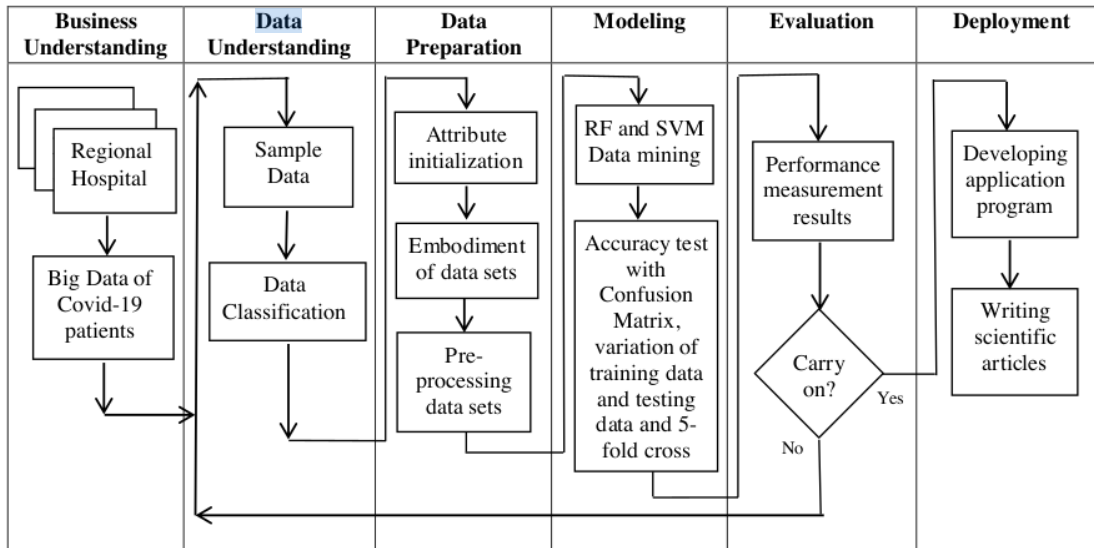 Business
Understanding
Data
Understanding
Data
Preparation
Modeling
Evaluation
Deployment
Regional
Hospital
Big Data of
Covid-19
patients
Sample
Data
Data
Classification
Attribute
initialization
Embodiment
of data sets
Pre-
processing
data sets
RF and SVM
Data mining
Accuracy test
with
Confusion
Matrix,
variation of
training data
and testing
data and 5-
fold cross
Performance
measurement
results
Carry
on?
Yes
No
Developing
application
program
Writing
scientific
articles